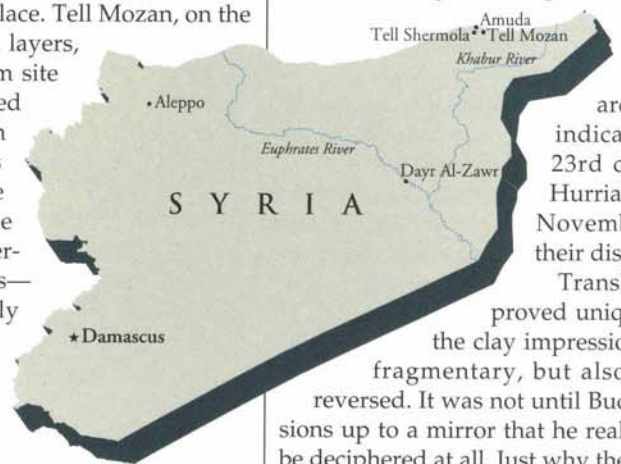 lace. Tell Mozan, on the
layers,
m site
ed
Amuda
Tell Shermola
Tell Mozan
Khabur River
Aleppo
Euphrates River
Dayr Al-Zawr
SYRIA
Damascus
s—
ly
indica
23rd c
Hurria
Novemb
their dis
Trans
proved uniq
the clay impressio
fragmentary, but also
reversed. It was not until Buc
sions up to a mirror that he real
be deciphered at all. Just why the